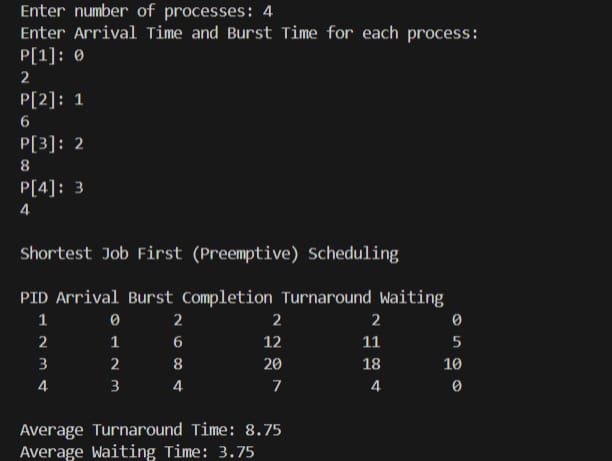 Enter number of processes: 4
Enter Arrival Time and Burst Time for each process:
P[1]: 0
2
P[2]: 1
6
P[3]: 2
8
P[4]: 3
4
Shortest Job First (Preemptive) Scheduling
PID Arrival Burst Completion Turnaround Waiting
1 0 2 2 2 0
2 1 6 12 11 5
3 2 8 20 18 10
4 3 4 7 4 0
Average Turnaround Time: 8.75
Average Waiting Time: 3.75